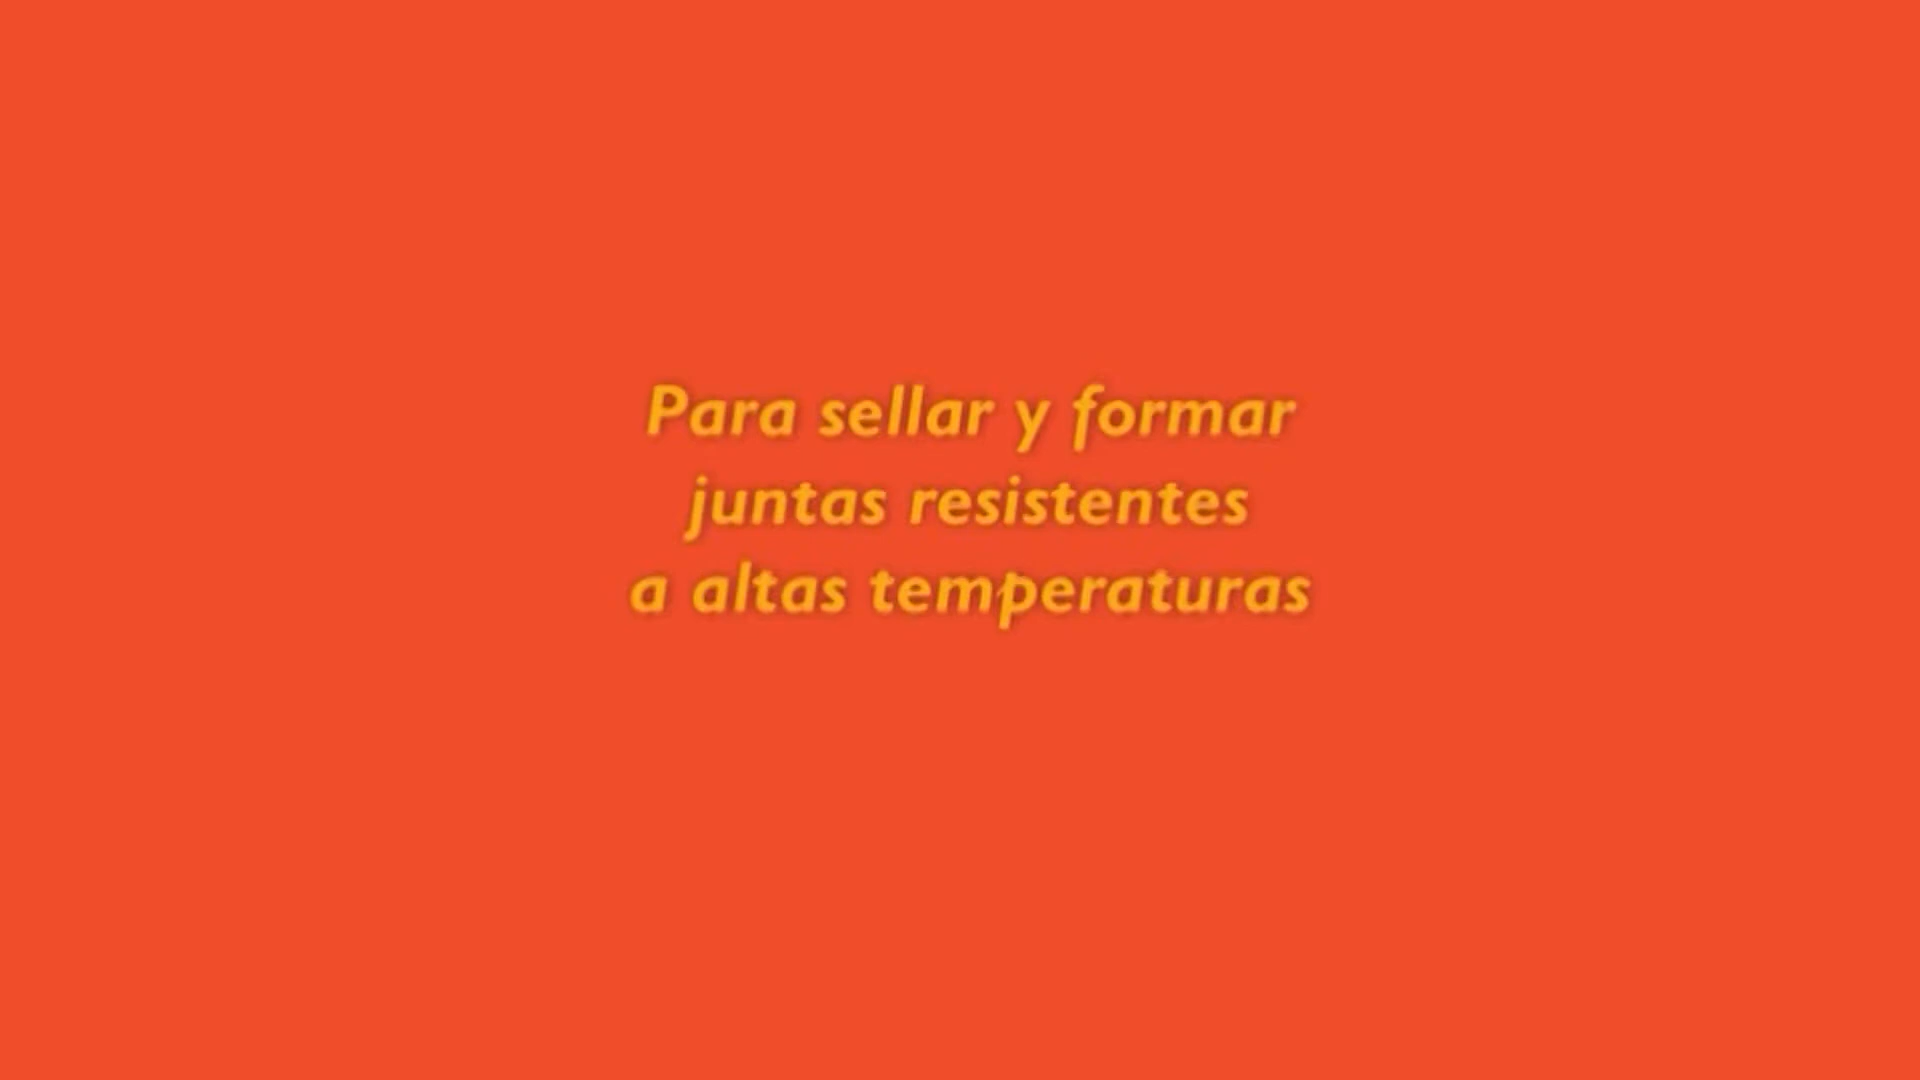 Para sellar y formar
juntas resistentes
a altas temperaturas